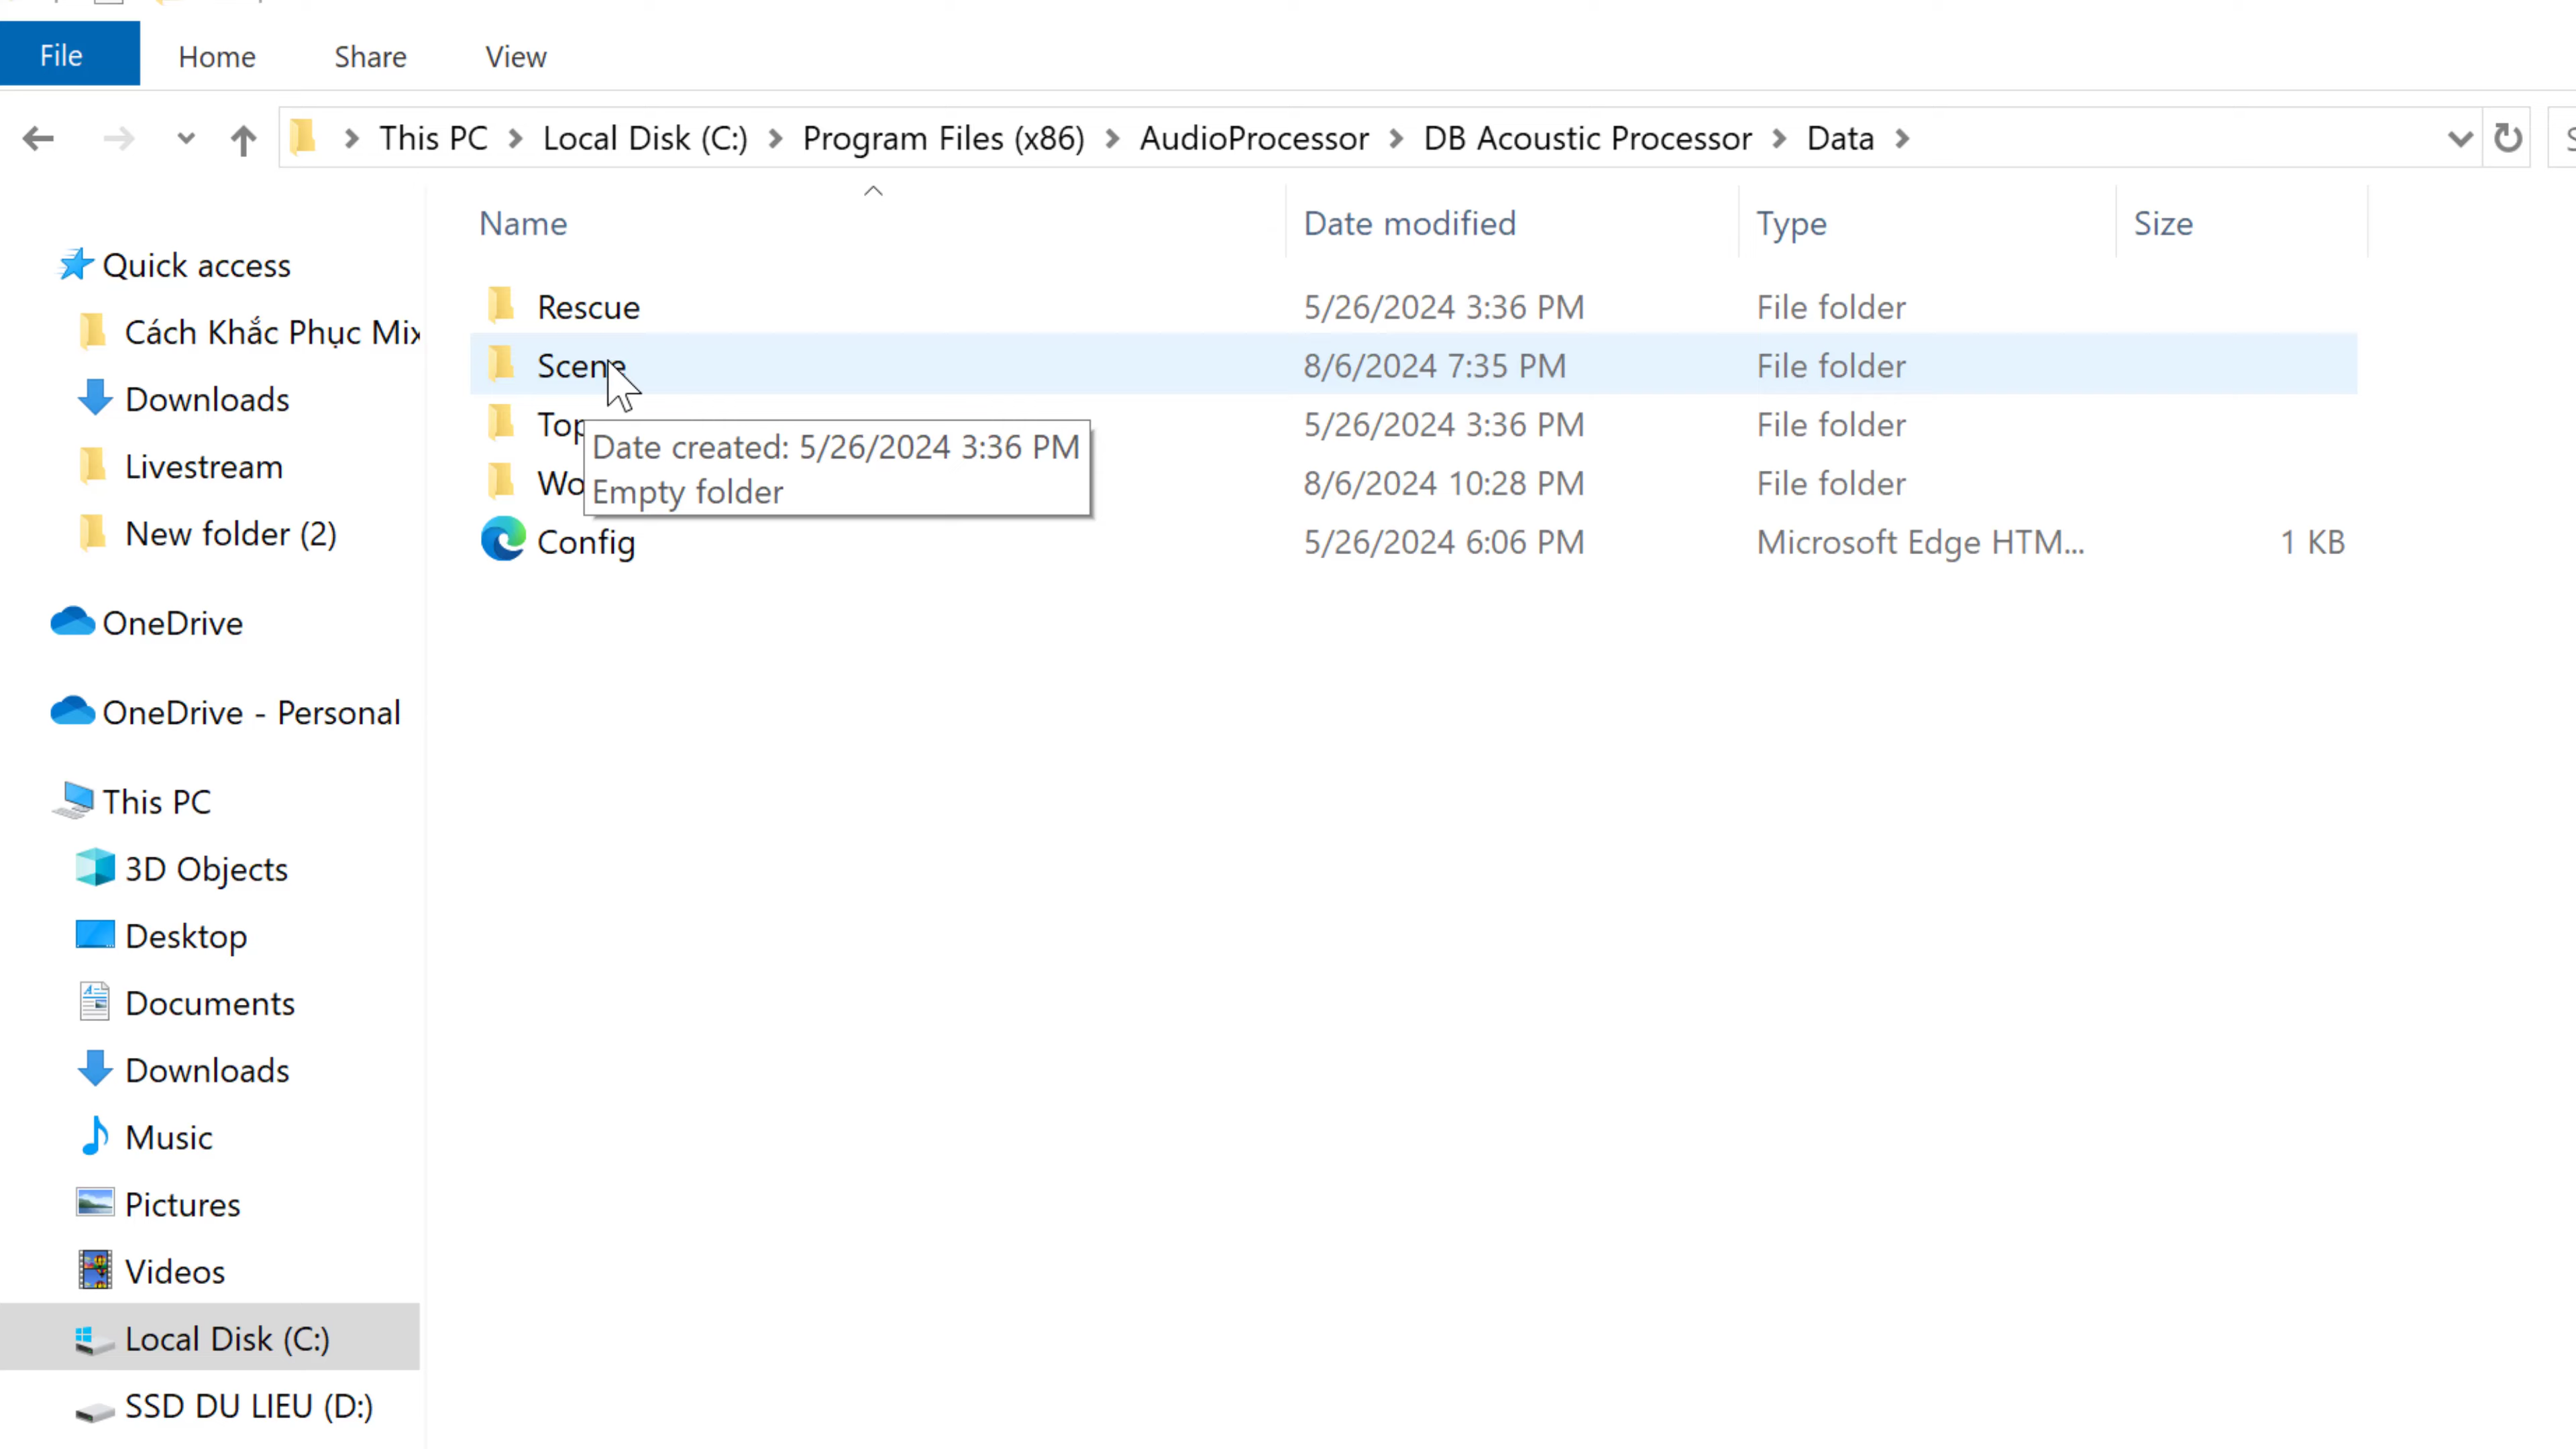 File Home Share View
This PC Local Disk (C:) Program Files (x86) AudioProcessor DB Acoustic Processor Data
Name Date modified Type Size
Quick access
Cách Khắc Phục Mix
Downloads
Livestream
New folder (2)
OneDrive
OneDrive - Personal
This PC
3D Objects
Desktop
Documents
Downloads
Music
Pictures
Videos
Local Disk (C:)
SSD DU LIEU (D:)
Rescue 5/26/2024 3:36 PM File folder
Scene 8/6/2024 7:35 PM File folder
Top 5/26/2024 3:36 PM File folder
Wo 8/6/2024 10:28 PM File folder
Config 5/26/2024 6:06 PM Microsoft Edge HTM... 1 KB
Date created: 5/26/2024 3:36 PM
Empty folder